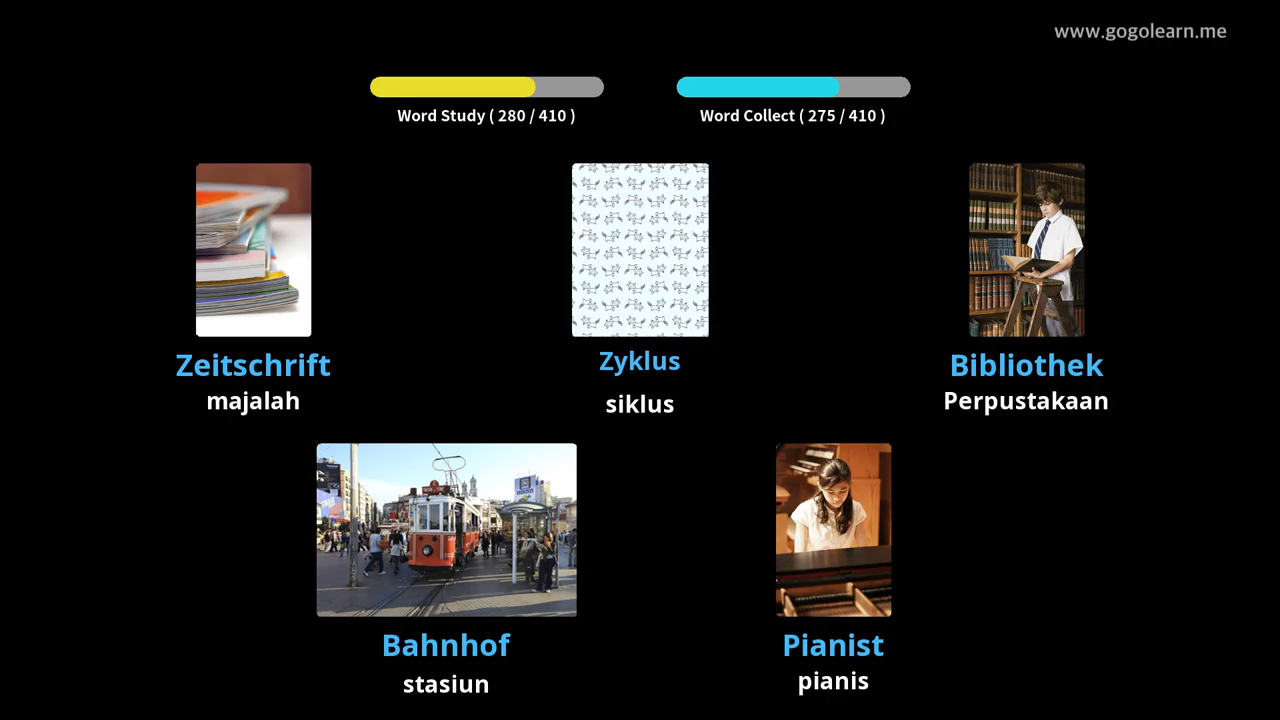 www.gogolearn.me
Word Study ( 280 / 410 )
Word Collect ( 275 / 410 )
Zeitschrift
majalah
Zyklus
siklus
Bibliothek
Perpustakaan
Bahnhof
stasiun
Pianist
pianis